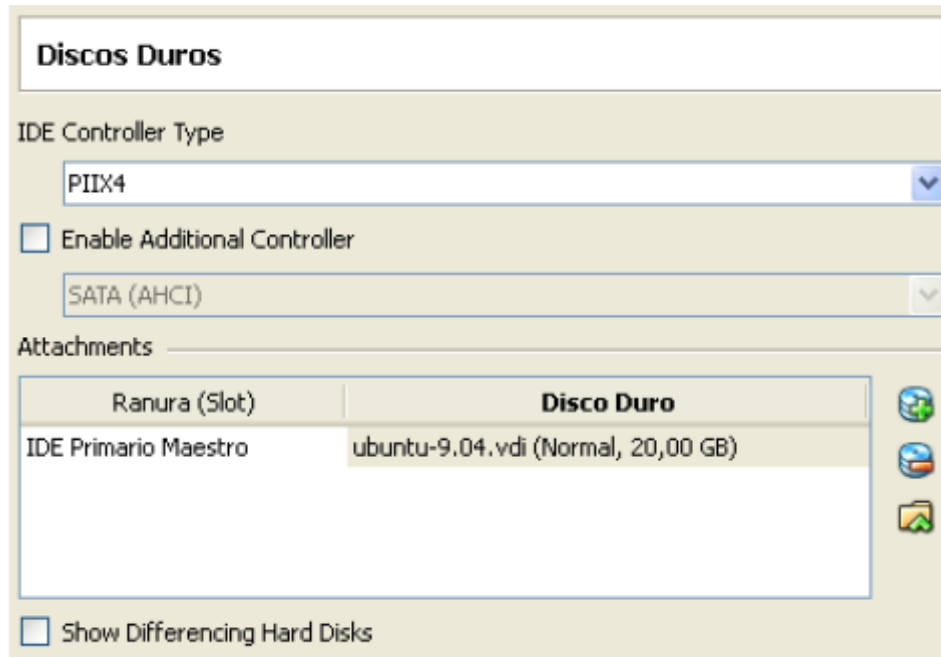 Discos Duros
IDE Controller Type
PIIX4
Enable Additional Controller
SATA (AHCI)
Attachments
Ranura (Slot) Disco Duro
IDE Primario Maestro ubuntu-9.04.vdi (Normal, 20,00 GB)
Show Differencing Hard Disks